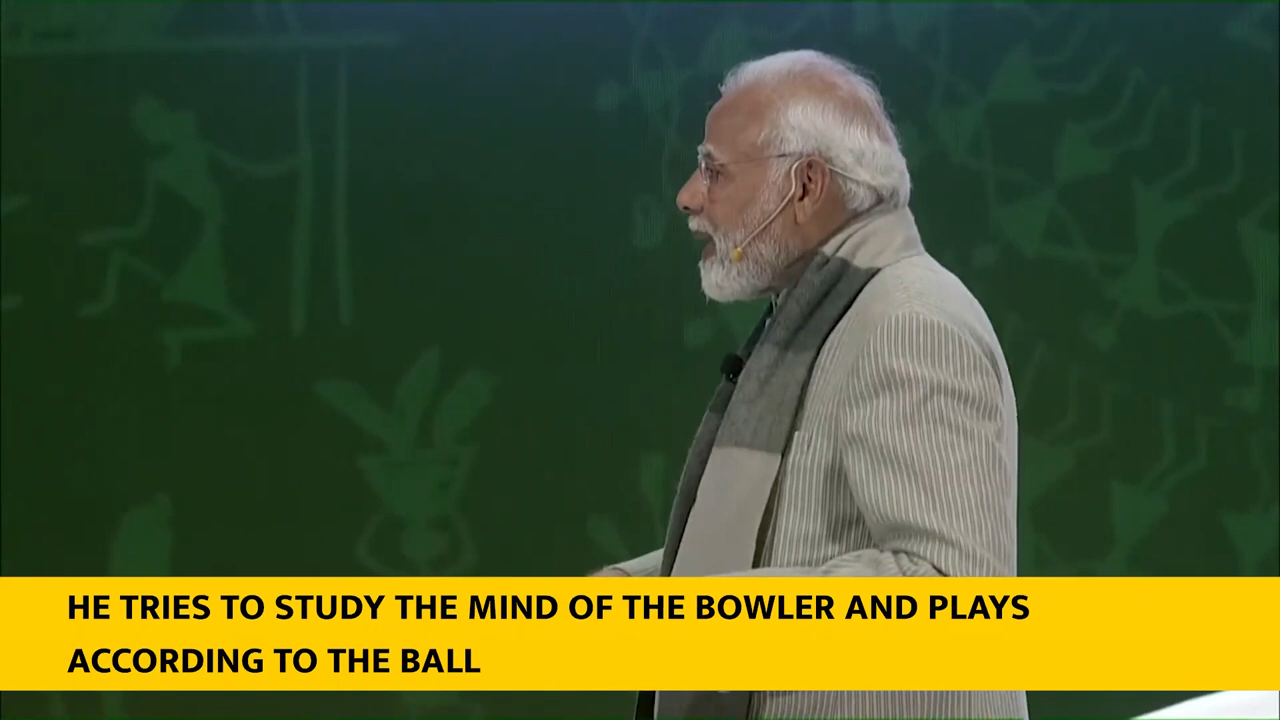 HE TRIES TO STUDY THE MIND OF THE BOWLER AND PLAYS
ACCORDING TO THE BALL